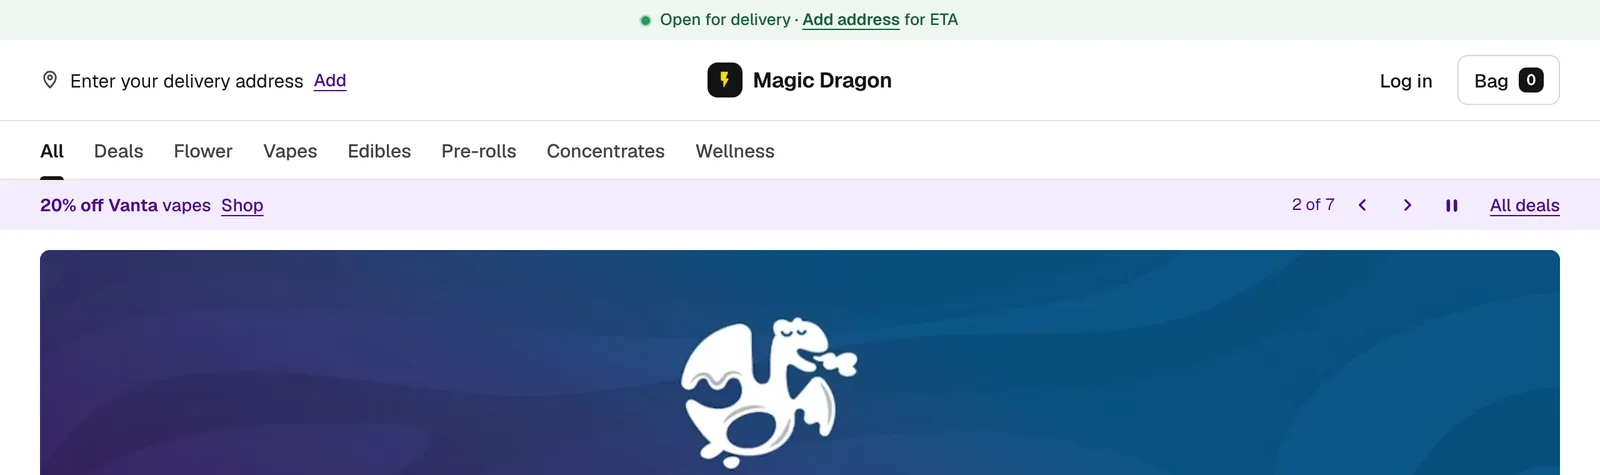 Open for delivery · Add address for ETA
Enter your delivery address Add
Magic Dragon
Log in
Bag 0
All Deals Flower Vapes Edibles Pre-rolls Concentrates Wellness
20% off Vanta vapes Shop
2 of 7
All deals